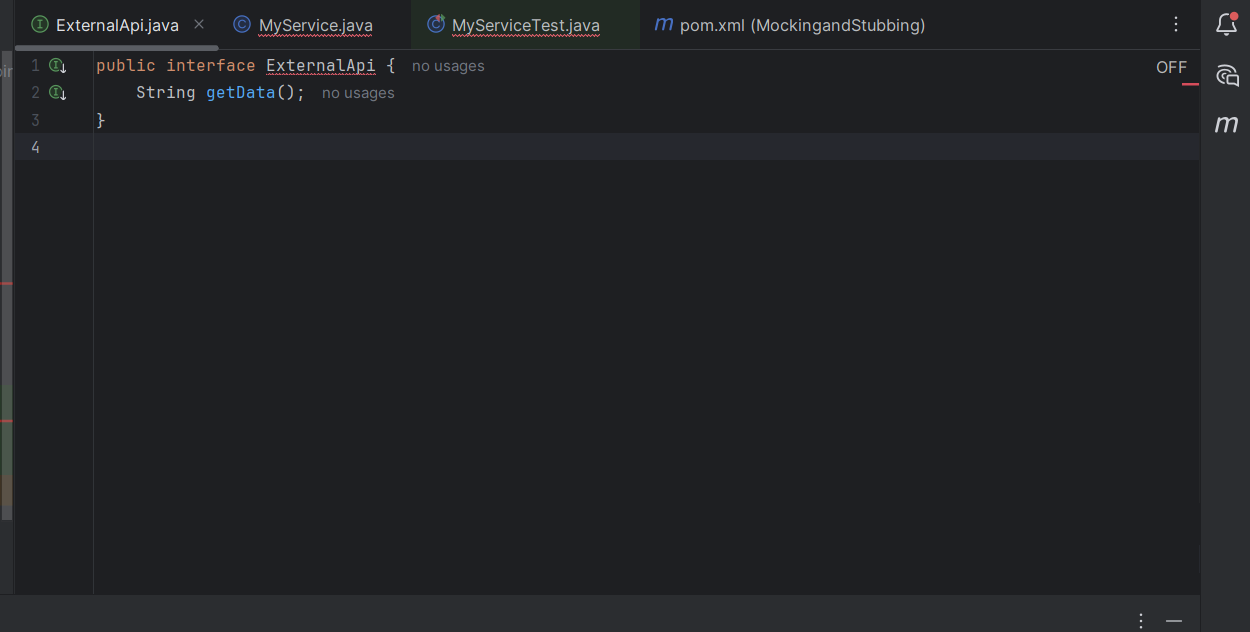 ExternalApi.java
MyService.java
MyServiceTest.java
m pom.xml (MockingandStubbing)
1 public interface ExternalApi { no usages
OFF
2 String getData(); no usages
3 }
4
m